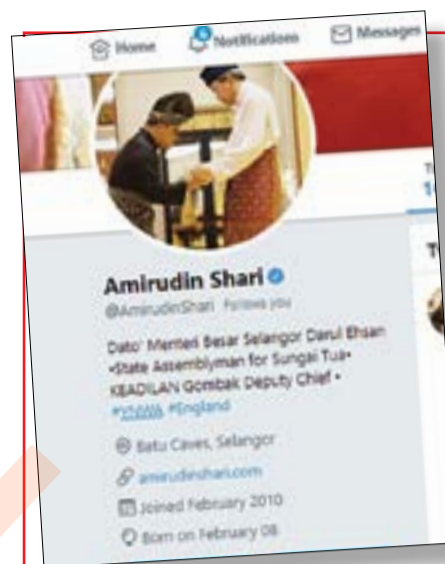 Home Notifications Messages
Amirudin Shari
@AmirudinShari Follows you
Dato' Menteri Besar Selangor Darul Ehsan
•State Assemblyman for Sungai Tua•
KEADILAN Gombak Deputy Chief •
#England
Batu Caves, Selangor
amirudinshari.com
Joined February 2010
Born on February 08